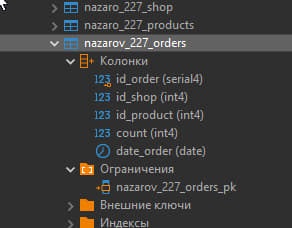 nazaro_227_shop
nazaro_227_products
nazarov_227_orders
Колонки
123 id_order (serial4)
123 id_shop (int4)
123 id_product (int4)
123 count (int4)
date_order (date)
Ограничения
nazarov_227_orders_pk
Внешние ключи
Индексы